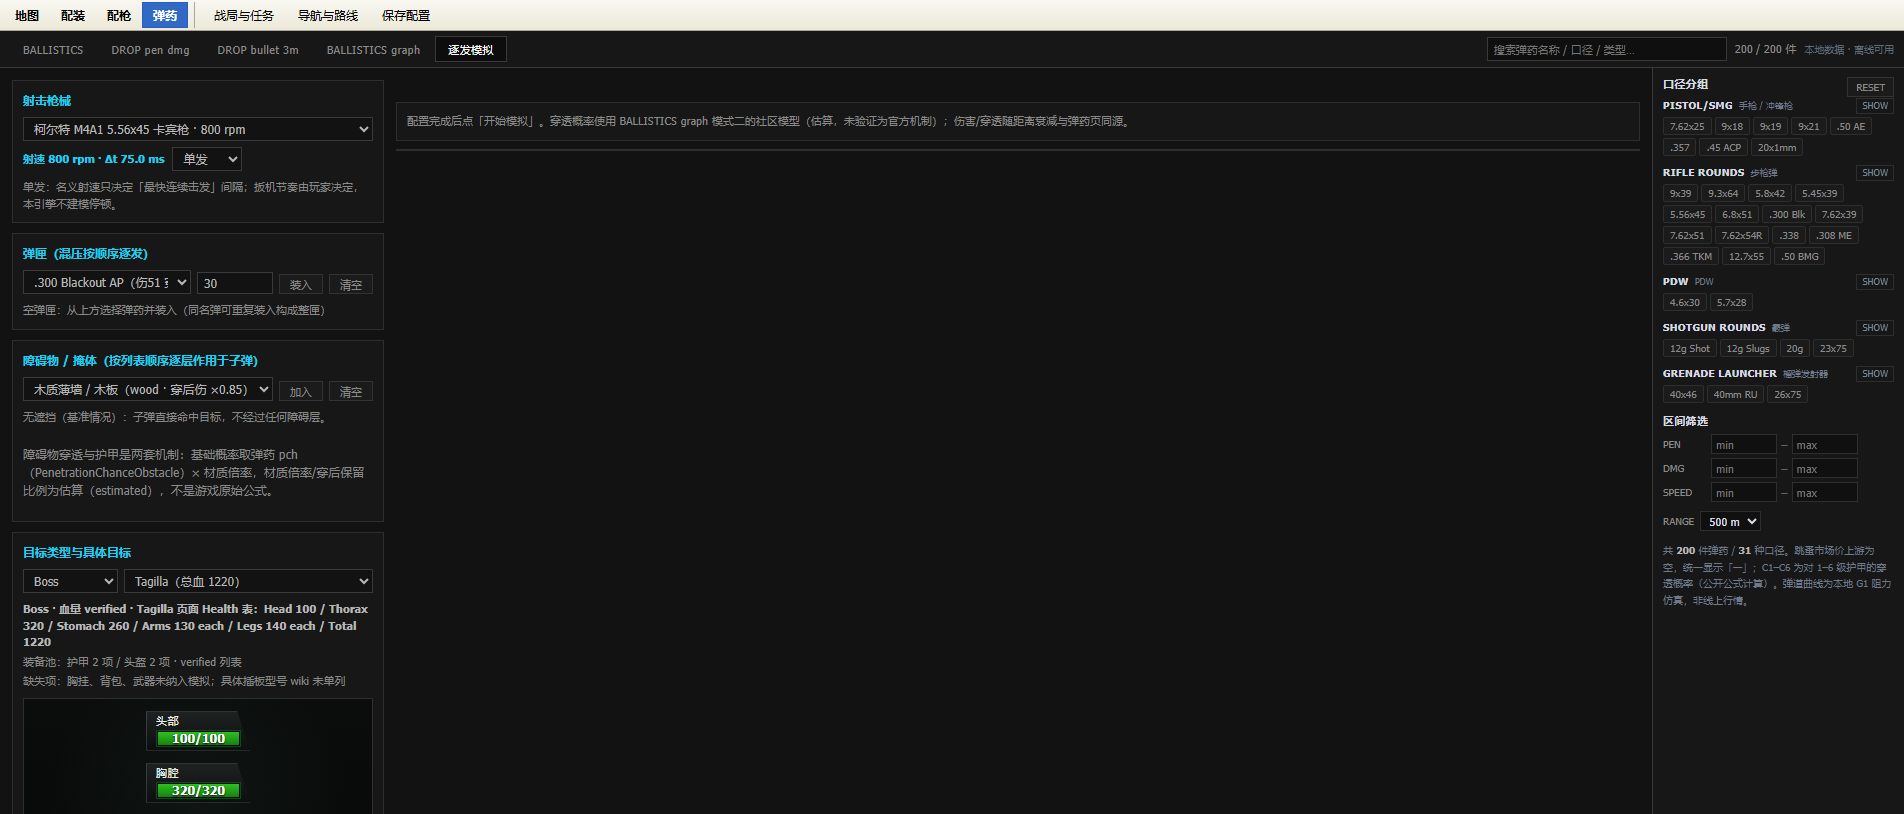 地图 配装 配枪 弹药 战局与任务 导航与路线 保存配置
BALLISTICS DROP pen dmg DROP bullet 3m BALLISTICS graph 逐发模拟 搜索弹药名称 / 口径 / 类型... 200 / 200 件 本地数据 · 离线可用
射击枪械
柯尔特 M4A1 5.56x45 卡宾枪 · 800 rpm
射速 800 rpm · Δt 75.0 ms 单发
单发：名义射速只决定「最快连续击发」间隔；扳机节奏由玩家决定，
本引擎不建模停顿。
弹匣（混压按顺序逐发）
.300 Blackout AP（伤51 30 装入 清空
空弹匣：从上方选择弹药并装入（同名弹可重复装入构成整匣）
障碍物 / 掩体（按列表顺序逐层作用于子弹）
木质薄墙 / 木板（wood · 穿后伤 ×0.85） 加入 清空
无遮挡（基准情况）：子弹直接命中目标，不经过任何障碍层。
障碍物穿透与护甲是两套机制：基础概率取弹药 pch
（PenetrationChanceObstacle）× 材质倍率，材质倍率/穿后保留
比例为估算（estimated），不是游戏原始公式。
目标类型与具体目标
Boss Tagilla（总血 1220）
Boss · 血量 verified · Tagilla 页面 Health 表：Head 100 / Thorax
320 / Stomach 260 / Arms 130 each / Legs 140 each / Total
1220
装备池：护甲 2 项 / 头盔 2 项 · verified 列表
缺失项：胸挂、背包、武器未纳入模拟；具体插板型号 wiki 未单列
头部
100/100
胸腔
320/320
配置完成后点「开始模拟」。穿透概率使用 BALLISTICS graph 模式二的社区模型（估算，未验证为官方机制）；伤害/穿透随距离衰减与弹药页同源。
口径分组 RESET
PISTOL/SMG 手枪 / 冲锋枪 SHOW
7.62x25 9x18 9x19 9x21 .50 AE
.357 .45 ACP 20x1mm
RIFLE ROUNDS 步枪弹 SHOW
9x39 9.3x64 5.8x42 5.45x39
5.56x45 6.8x51 .300 Blk 7.62x39
7.62x51 7.62x54R .338 .308 ME
.366 TKM 12.7x55 .50 BMG
PDW PDW SHOW
4.6x30 5.7x28
SHOTGUN ROUNDS 霰弹 SHOW
12g Shot 12g Slugs 20g 23x75
GRENADE LAUNCHER 榴弹发射器 SHOW
40x46 40mm RU 26x75
区间筛选
PEN min – max
DMG min – max
SPEED min – max
RANGE 500 m
共 200 件弹药 / 31 种口径。跳蚤市场价上游为
空，统一显示「—」；C1–C6 为对 1–6 级护甲的穿
透概率（公开公式计算）。弹道曲线为本地 G1 阻力
仿真，非线上行情。